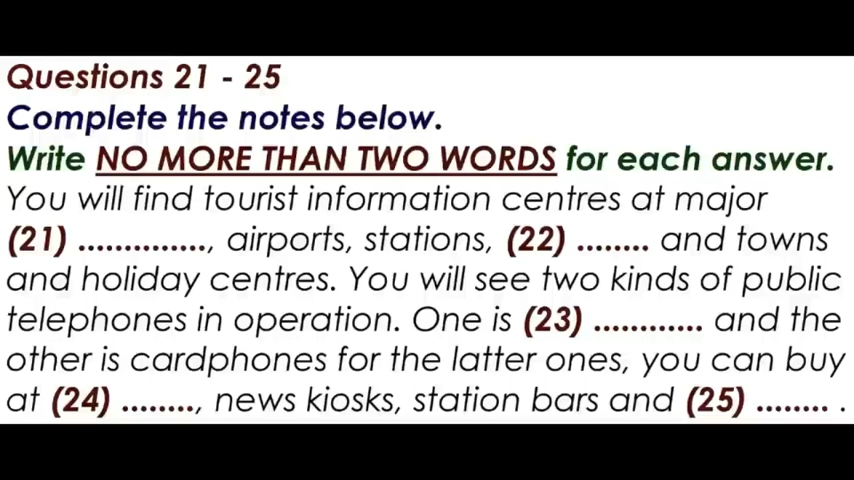 Questions 21 - 25
Complete the notes below.
Write NO MORE THAN TWO WORDS for each answer.
You will find tourist information centres at major
(21) .............., airports, stations, (22) ........ and towns
and holiday centres. You will see two kinds of public
telephones in operation. One is (23) ............ and the
other is cardphones for the latter ones, you can buy
at (24) ........, news kiosks, station bars and (25) ........ .